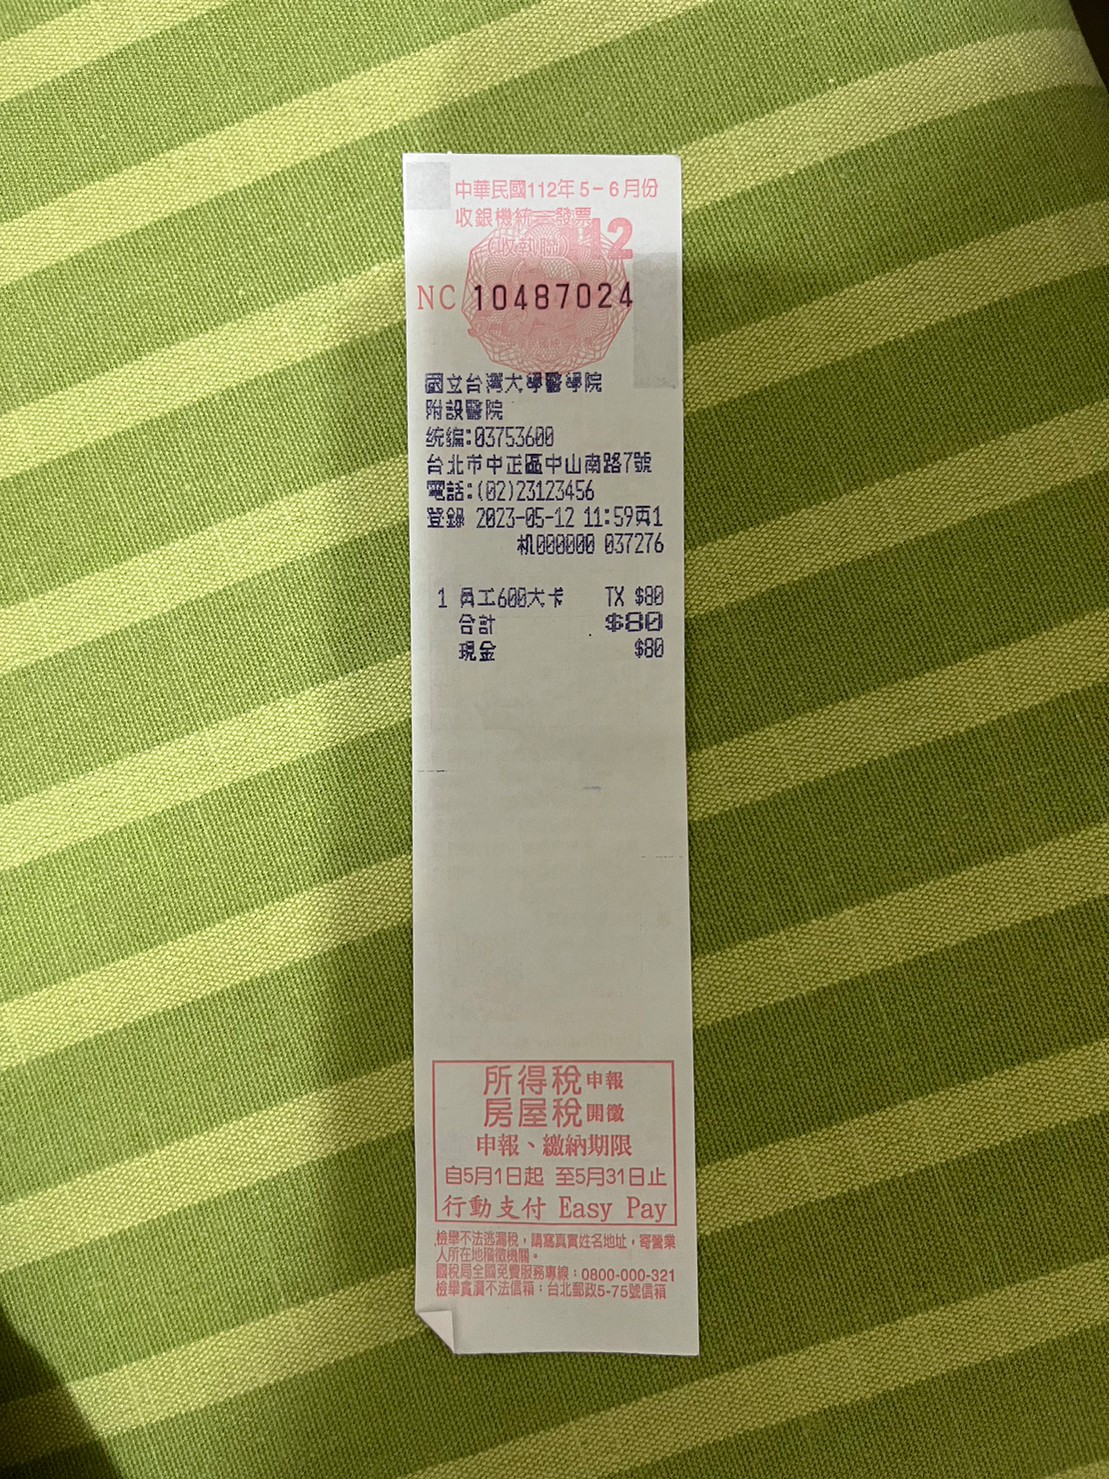 中華民國112年5-6月份
收銀機統一發票
收執聯 12
NC 10487024
國立台灣大學醫學院
附設醫院
统编:03753600
台北市中正區中山南路7號
電話:(02)23123456
登錄 2023-05-12 11:59頁1
机000000 037276
1 員工600大卡 TX $80
合計 $80
現金 $80
所得稅申報
房屋稅開徵
申報、繳納期限
自5月1日起 至5月31日止
行動支付 Easy Pay
檢舉不法逃漏稅,請寫真實姓名地址,寄營業
人所在地稽徵機關。
國稅局全國免費服務專線:0800-000-321
檢舉貪瀆不法信箱:台北郵政5-75號信箱